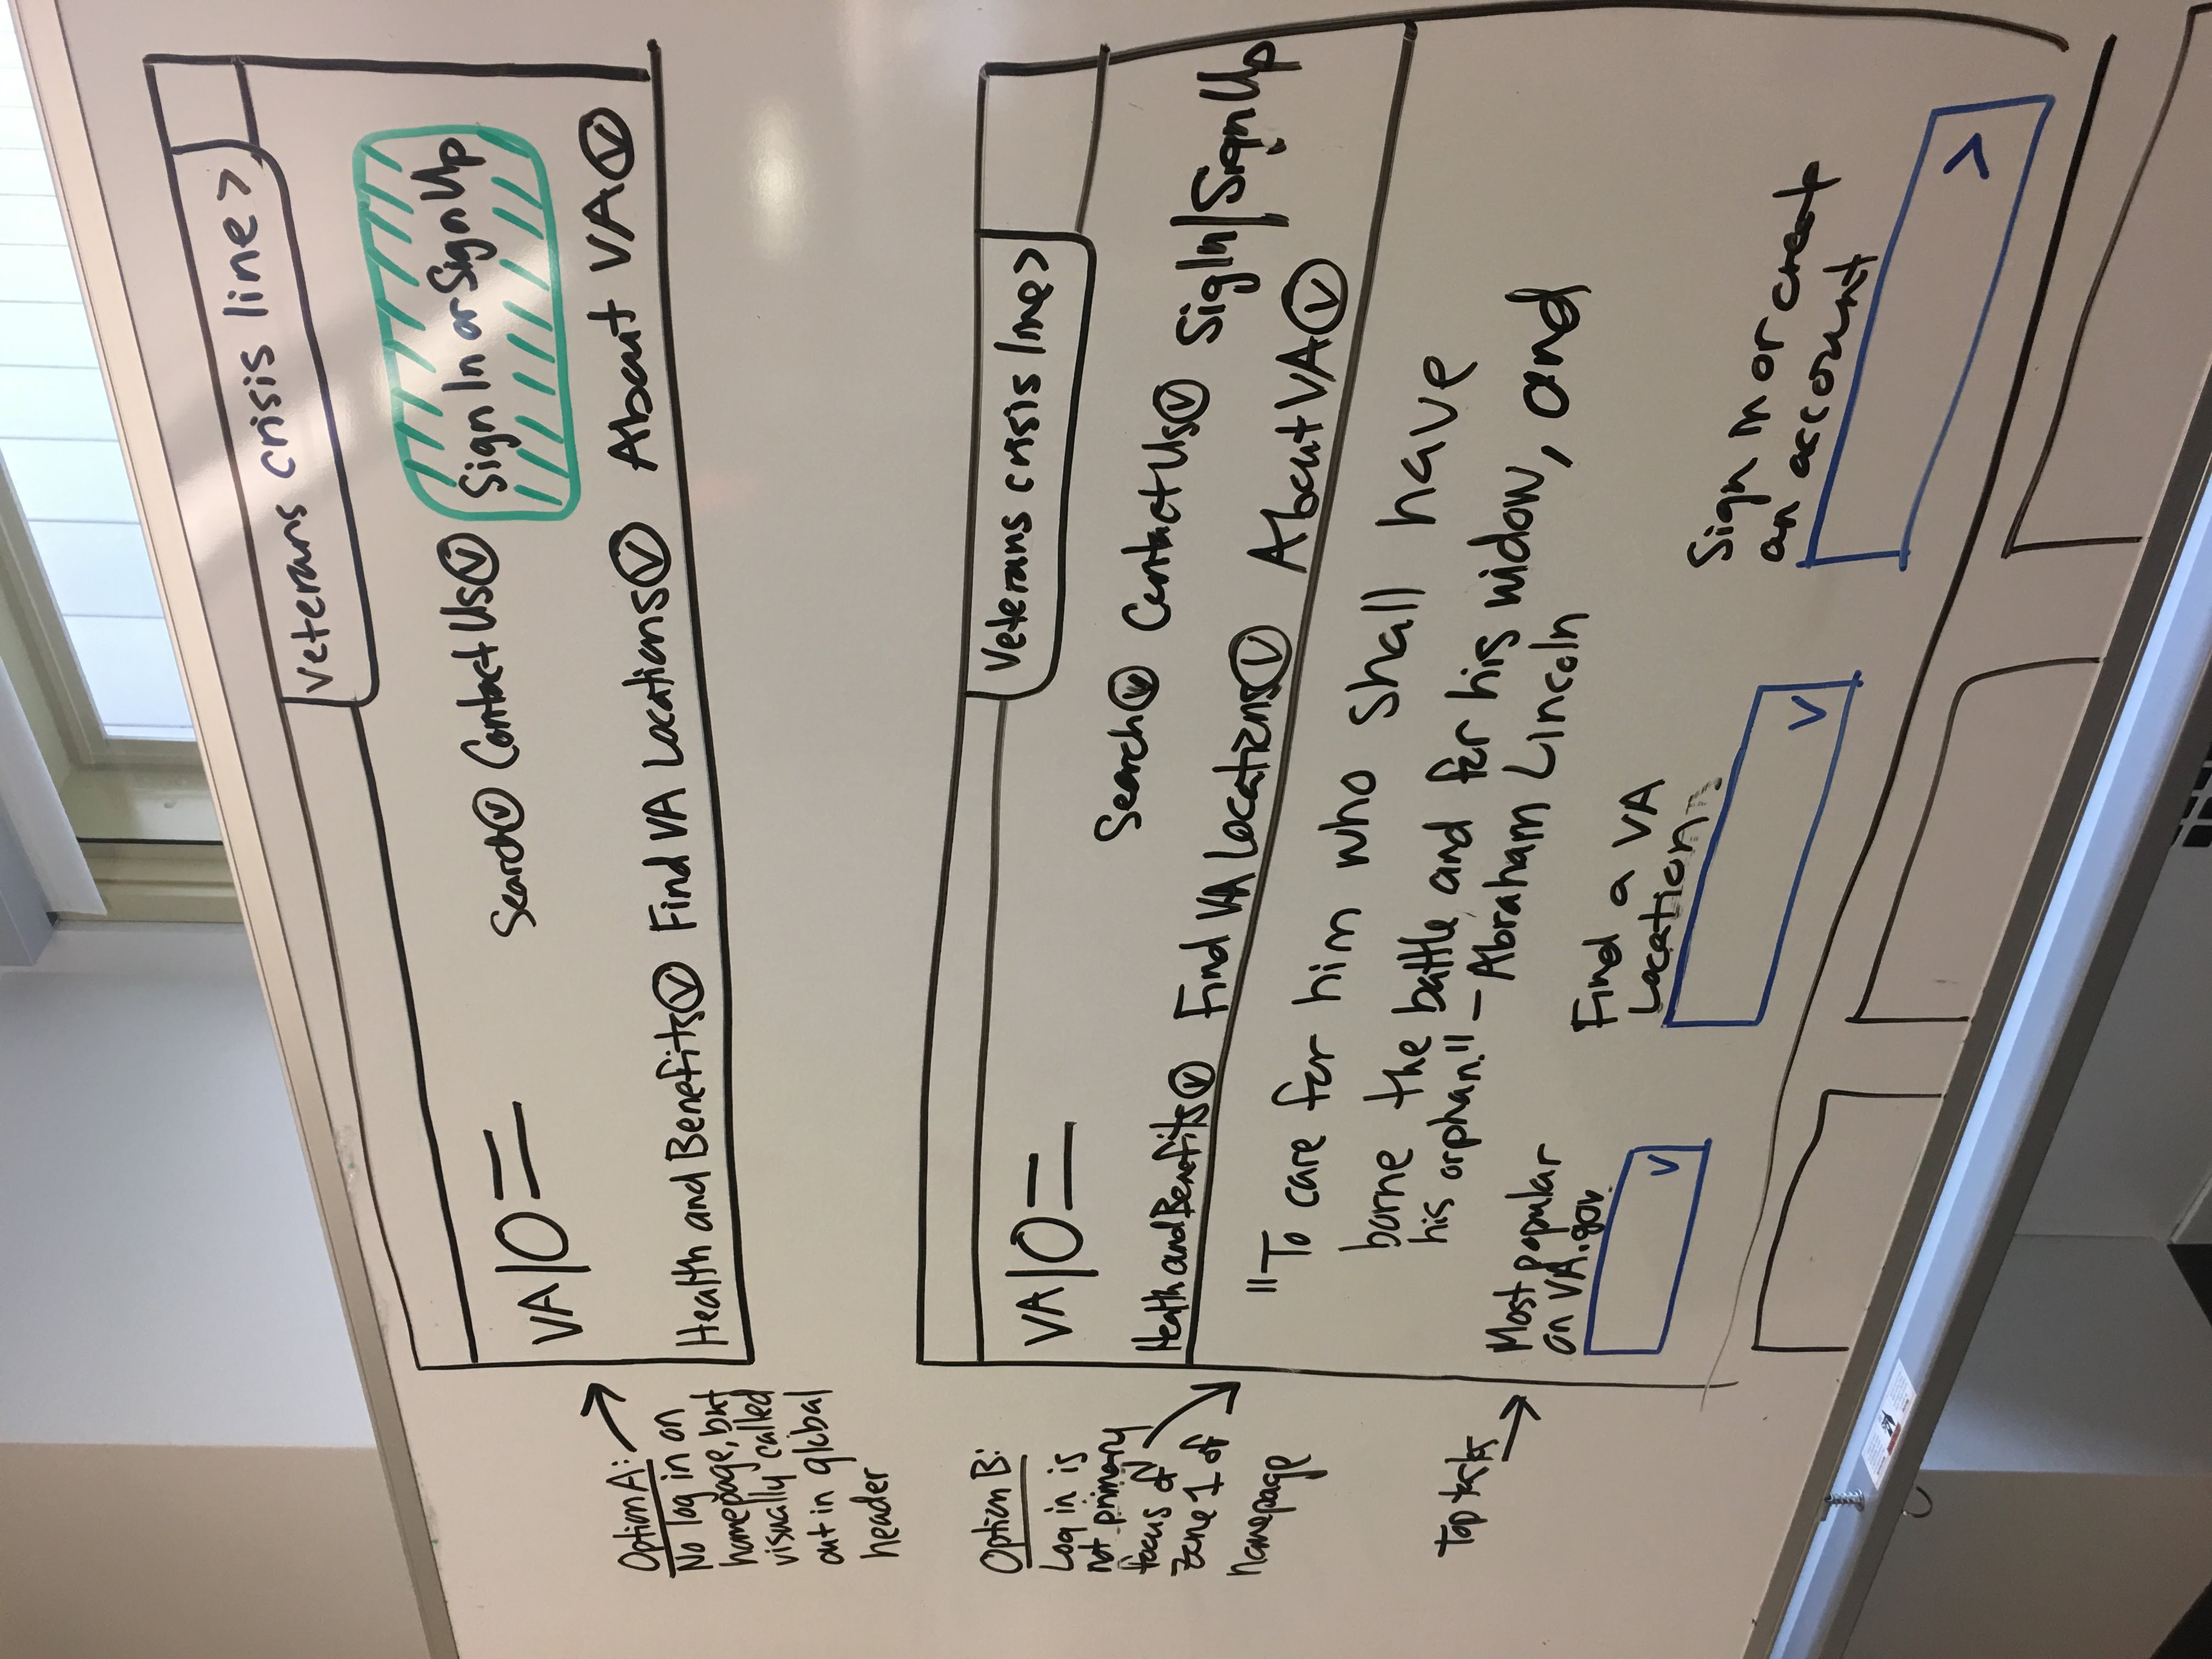 Veterans crisis line >
VA
Search Contact Us Sign In or Sign Up
Health and Benefits Find VA Locations About VA
Option A:
No log in on
homepage, but
visually called
out in global
header
Veterans crisis line >
VA
Search Contact Us SigIn | Sign Up
Health and Benefits Find VA Locations About VA
Option B:
Log in is
not primary
focus of
Zone 1 of
homepage
"To care for him who shall have
borne the battle and for his widow, and
his orphan." - Abraham Lincoln
Top tasks
Most popular
on VA.gov
Find a VA
Location
Sign in or create
an account